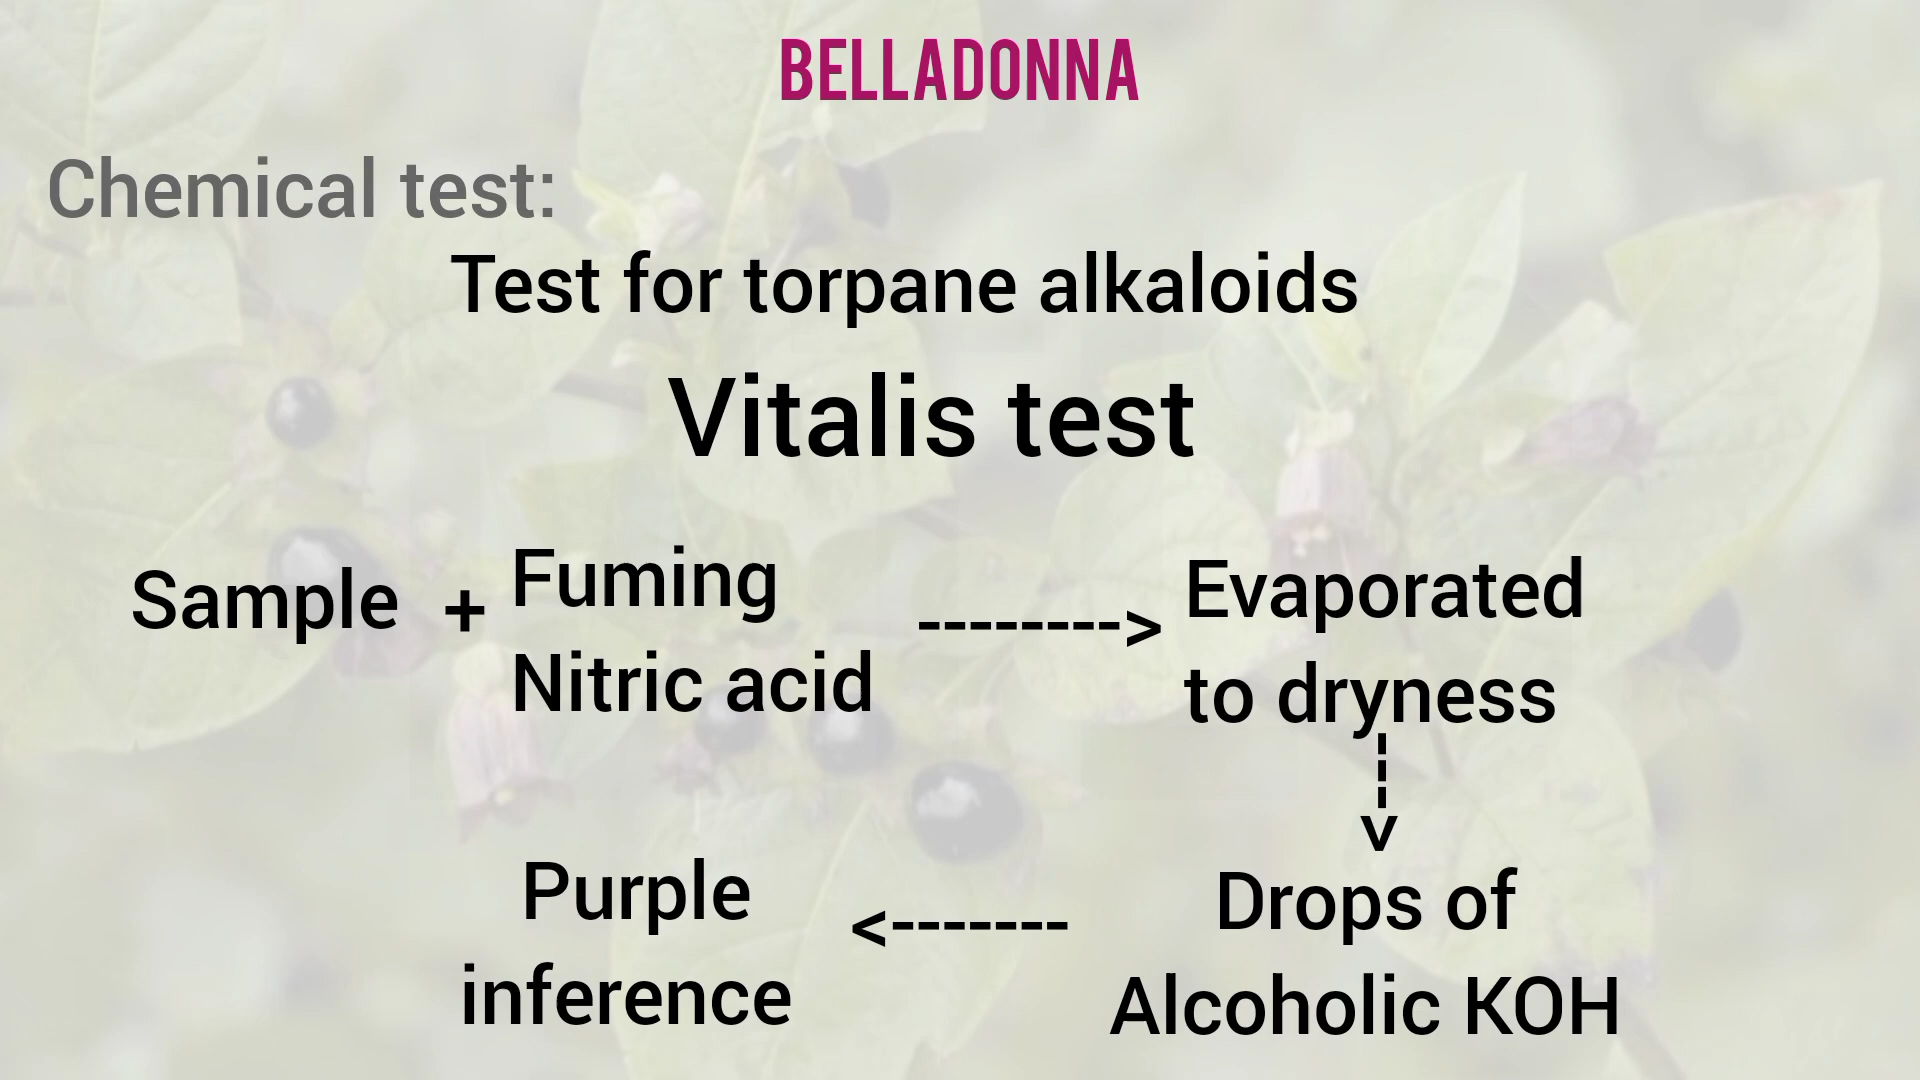 BELLADONNA
Chemical test:
Test for torpane alkaloids
Vitalis test
Sample + Fuming
Nitric acid
-------->
Evaporated
to dryness
---->
Drops of
Alcoholic KOH
<-------
Purple
inference